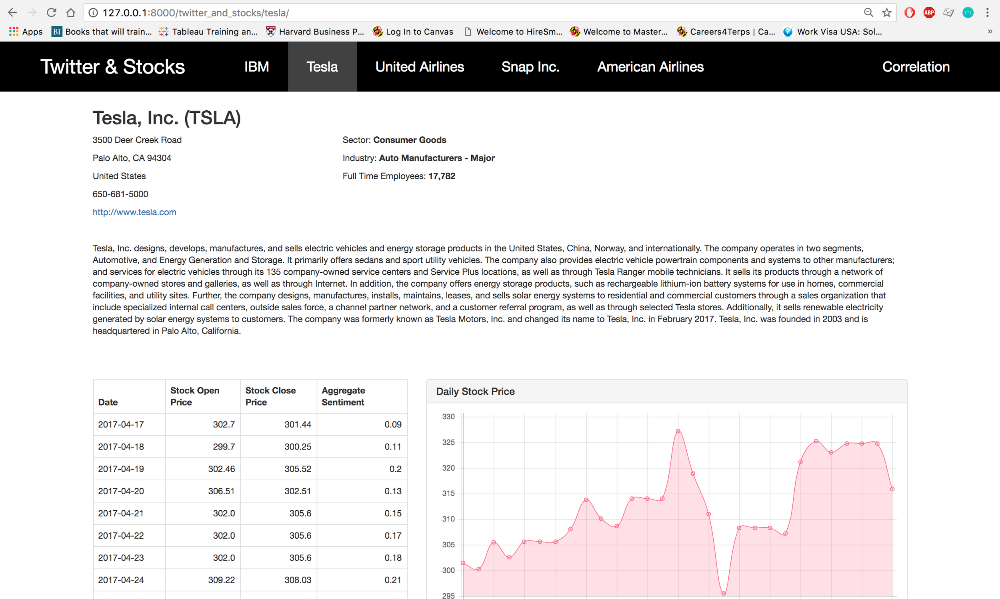 127.0.0.1:8000/twitter_and_stocks/tesla/
ABP
m
Apps
BI
Books that will train...
Tableau Training an...
Harvard Business P...
Log In to Canvas
Welcome to HireSm...
Welcome to Master...
Careers4Terps | Ca...
Work Visa USA: Sol...
»
Twitter & Stocks
IBM
Tesla
United Airlines
Snap Inc.
American Airlines
Correlation
Tesla, Inc. (TSLA)
3500 Deer Creek Road
Palo Alto, CA 94304
United States
650-681-5000
http://www.tesla.com
Sector: Consumer Goods
Industry: Auto Manufacturers - Major
Full Time Employees: 17,782
Tesla, Inc. designs, develops, manufactures, and sells electric vehicles and energy storage products in the United States, China, Norway, and internationally. The company operates in two segments,
Automotive, and Energy Generation and Storage. It primarily offers sedans and sport utility vehicles. The company also provides electric vehicle powertrain components and systems to other manufacturers;
and services for electric vehicles through its 135 company-owned service centers and Service Plus locations, as well as through Tesla Ranger mobile technicians. It sells its products through a network of
company-owned stores and galleries, as well as through Internet. In addition, the company offers energy storage products, such as rechargeable lithium-ion battery systems for use in homes, commercial
facilities, and utility sites. Further, the company designs, manufactures, installs, maintains, leases, and sells solar energy systems to residential and commercial customers through a sales organization that
include specialized internal call centers, outside sales force, a channel partner network, and a customer referral program, as well as through selected Tesla stores. Additionally, it sells renewable electricity
generated by solar energy systems to customers. The company was formerly known as Tesla Motors, Inc. and changed its name to Tesla, Inc. in February 2017. Tesla, Inc. was founded in 2003 and is
headquartered in Palo Alto, California.
Date Stock Open Price Stock Close Price Aggregate Sentiment
2017-04-17 302.7 301.44 0.09
2017-04-18 299.7 300.25 0.11
2017-04-19 302.46 305.52 0.2
2017-04-20 306.51 302.51 0.13
2017-04-21 302.0 305.6 0.15
2017-04-22 302.0 305.6 0.17
2017-04-23 302.0 305.6 0.18
2017-04-24 309.22 308.03 0.21
Daily Stock Price
330
325
320
315
310
305
300
295